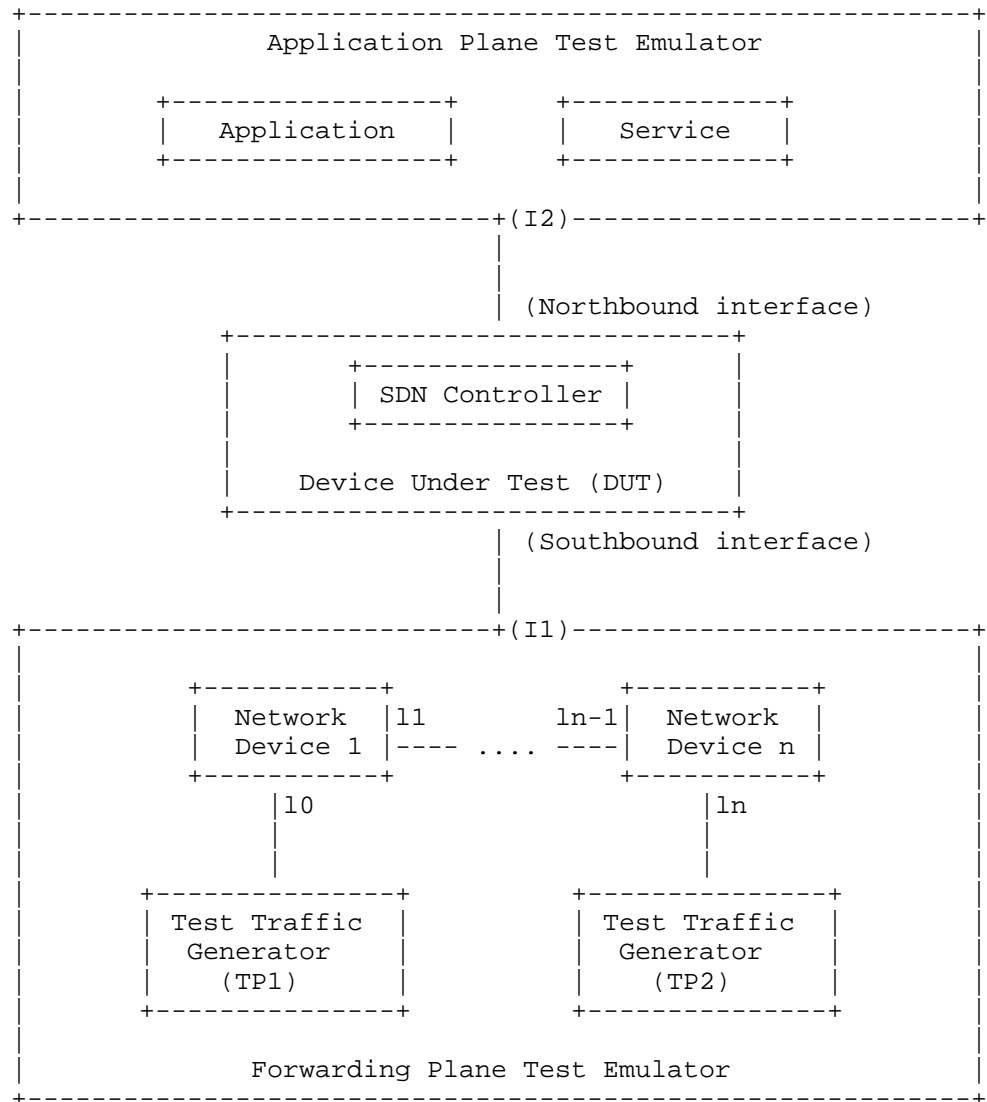 Application Plane Test Emulator
Application Service
(I2)
(Northbound interface)
SDN Controller
Device Under Test (DUT)
(Southbound interface)
(I1)
Network l1 ln-1 Network
Device 1 .... Device n
l0 ln
Test Traffic Test Traffic
Generator Generator
(TP1) (TP2)
Forwarding Plane Test Emulator